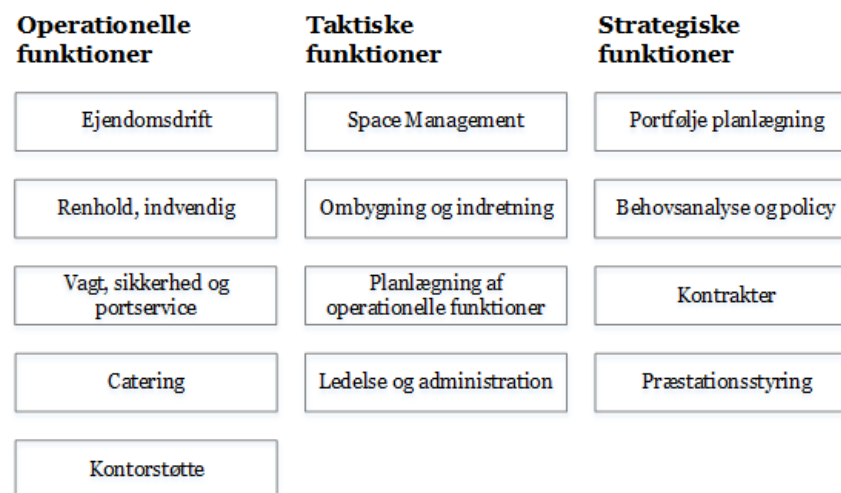 Operationelle
funktioner
Taktiske
funktioner
Strategiske
funktioner
Ejendomsdrift
Space Management
Portfølje planlægning
Renhold, indvendig
Ombygning og indretning
Behovsanalyse og policy
Vagt, sikkerhed og
portservice
Planlægning af
operationelle funktioner
Kontrakter
Catering
Ledelse og administration
Præstationsstyring
Kontorstøtte